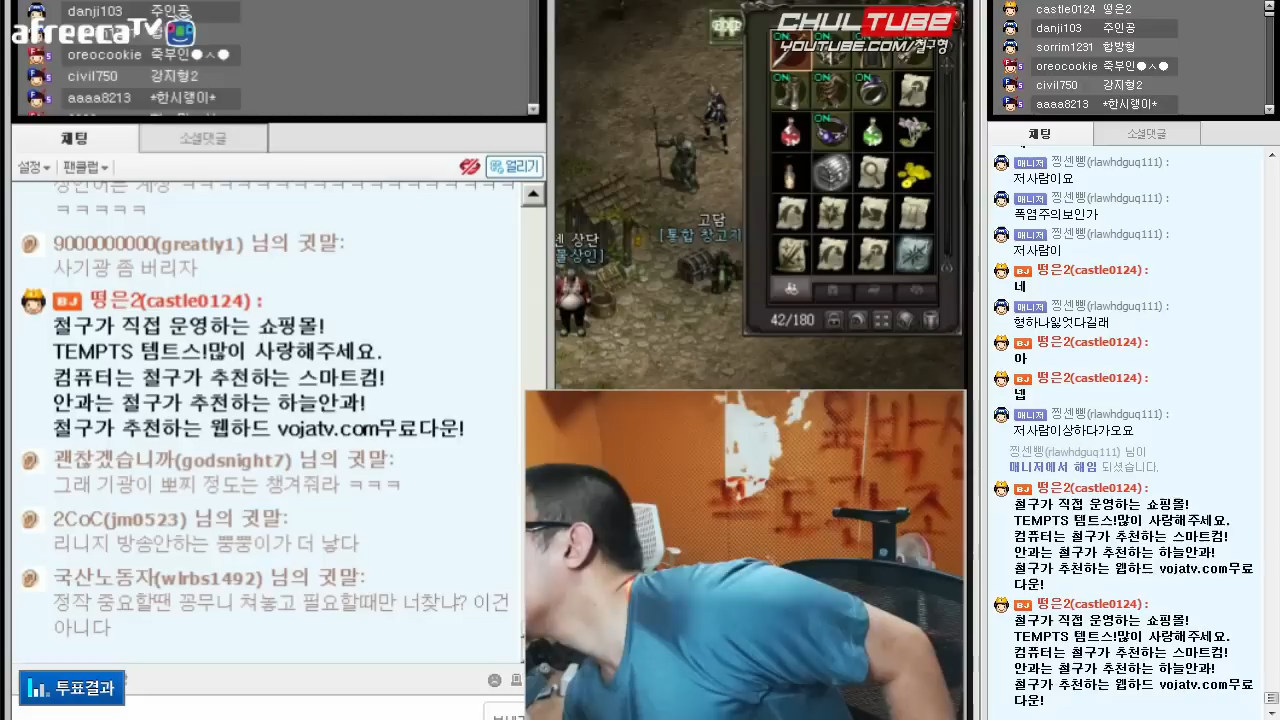 afreecaTV
danji103 주인공
oreocookie 죽부인●ㅅ●
civil750 강지형2
aaaa8213 *한시랭이*
채팅
소셜댓글
설정
팬클럽
얼리기
ㅋㅋㅋㅋㅋ
9000000000(greatly1) 님의 귓말:
사기광 좀 버리자
BJ 떵은2(castle0124) :
철구가 직접 운영하는 쇼핑몰!
TEMPTS 템트스!많이 사랑해주세요.
컴퓨터는 철구가 추천하는 스마트컴!
안과는 철구가 추천하는 하늘안과!
철구가 추천하는 웹하드 vojatv.com무료다운!
괜찮겠습니까(godsnight7) 님의 귓말:
그래 기광이 뽀찌 정도는 챙겨줘라 ㅋㅋㅋ
2CoC(jm0523) 님의 귓말:
리니지 방송안하는 뿡뿡이가 더 낳다
국산노동자(wlrbs1492) 님의 귓말:
정작 중요할땐 꽁무니 쳐놓고 필요할때만 너찾냐? 이건
아니다
투표결과
CHULTUBE
YOUTUBE.COM/철구형
ON
ON
ON
ON
ON
고담
[통합 창고지
상단
물상인]
42/180
castle0124 떵은2
danji103 주인공
oreocookie 죽부인●ㅅ●
civil750 강지형2
aaaa8213 *한시랭이*
채팅
소셜댓글
매니저 찡센삥(rlawhdguq111) :
저사람이요
매니저 찡센삥(rlawhdguq111) :
폭염주의보인가
매니저 찡센삥(rlawhdguq111) :
저사람이
BJ 떵은2(castle0124) :
네
매니저 찡센삥(rlawhdguq111) :
형하나잃엇다길래
BJ 떵은2(castle0124) :
아
BJ 떵은2(castle0124) :
넵
매니저 찡센삥(rlawhdguq111) :
저사람이상하다가오요
찡센삥(rlawhdguq111) 님이
매니저에서 해임 되셨습니다.
BJ 떵은2(castle0124) :
철구가 직접 운영하는 쇼핑몰!
TEMPTS 템트스!많이 사랑해주세요.
컴퓨터는 철구가 추천하는 스마트컴!
안과는 철구가 추천하는 하늘안과!
철구가 추천하는 웹하드 vojatv.com무료
다운!
BJ 떵은2(castle0124) :
철구가 직접 운영하는 쇼핑몰!
TEMPTS 템트스!많이 사랑해주세요.
컴퓨터는 철구가 추천하는 스마트컴!
안과는 철구가 추천하는 하늘안과!
철구가 추천하는 웹하드 vojatv.com무료
다운!